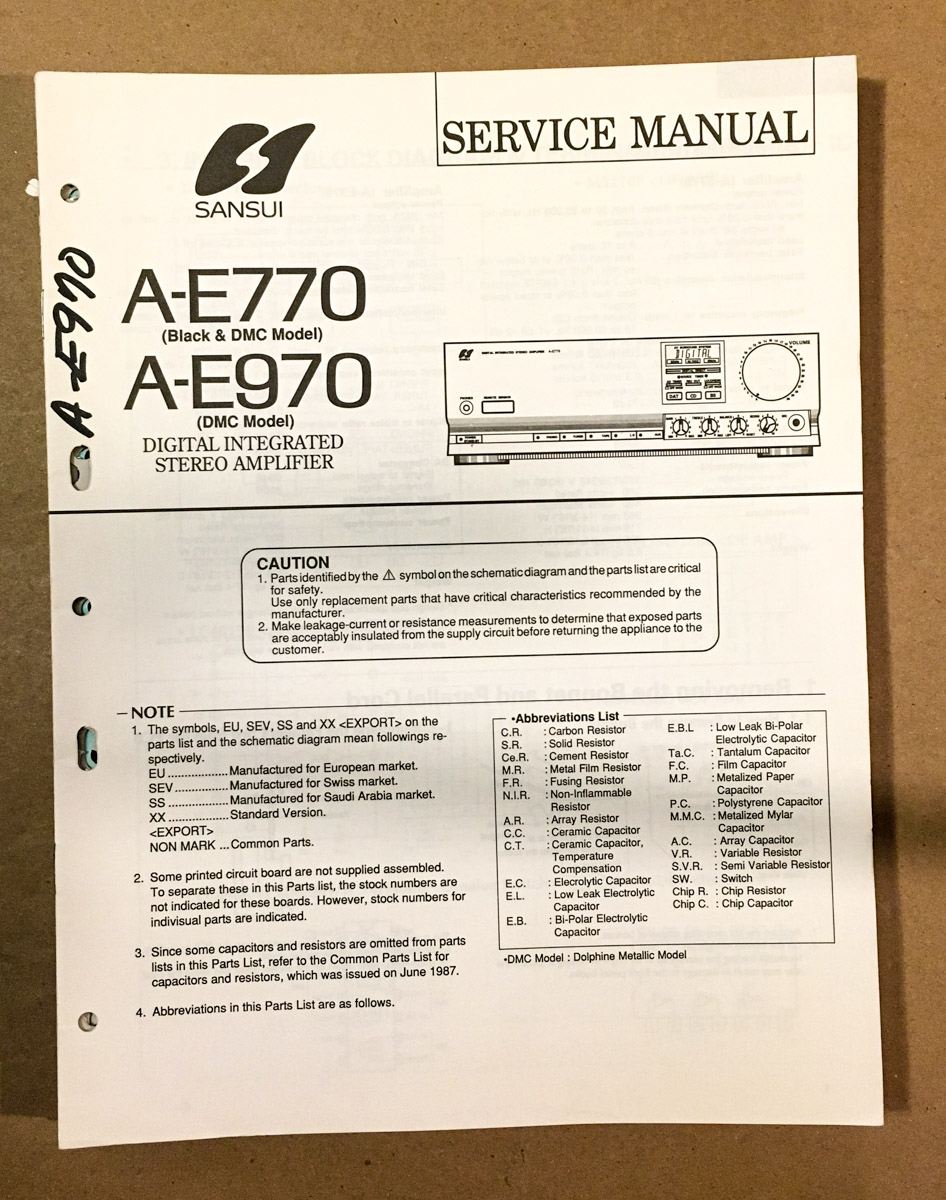 SERVICE MANUAL
SANSUI
A-E970
A-E770
(Black & DMC Model)
A-E970
(DMC Model)
DIGITAL INTEGRATED
STEREO AMPLIFIER
SANSUI
DIGITAL INTEGRATED STEREO AMPLIFIER A-E770
DIGITAL
VOLUME
PHONES
REMOTE SENSOR
DAT
CD
CAUTION
1. Parts identified by the ⚠ symbol on the schematic diagram and the parts list are critical
for safety.
Use only replacement parts that have critical characteristics recommended by the
manufacturer.
2. Make leakage-current or resistance measurements to determine that exposed parts
are acceptably insulated from the supply circuit before returning the appliance to the
customer.
NOTE
1. The symbols, EU, SEV, SS and XX <EXPORT> on the
parts list and the schematic diagram mean followings re-
spectively.
EU .................. Manufactured for European market.
SEV ................ Manufactured for Swiss market.
SS .................. Manufactured for Saudi Arabia market.
XX .................. Standard Version.
<EXPORT>
NON MARK ... Common Parts.
2. Some printed circuit board are not supplied assembled.
To separate these in this Parts list, the stock numbers are
not indicated for these boards. However, stock numbers for
indivisual parts are indicated.
3. Since some capacitors and resistors are omitted from parts
lists in this Parts List, refer to the Common Parts List for
capacitors and resistors, which was issued on June 1987.
4. Abbreviations in this Parts List are as follows.
•Abbreviations List
C.R. : Carbon Resistor
S.R. : Solid Resistor
Ce.R. : Cement Resistor
M.R. : Metal Film Resistor
F.R. : Fusing Resistor
N.I.R. : Non-Inflammable
Resistor
A.R. : Array Resistor
C.C. : Ceramic Capacitor
C.T. : Ceramic Capacitor,
Temperature
Compensation
E.C. : Elecrolytic Capacitor
E.L. : Low Leak Electrolytic
Capacitor
E.B. : Bi-Polar Electrolytic
Capacitor
E.B.L : Low Leak Bi-Polar
Electrolytic Capacitor
Ta.C. : Tantalum Capacitor
F.C. : Film Capacitor
M.P. : Metalized Paper
Capacitor
P.C. : Polystyrene Capacitor
M.M.C. : Metalized Mylar
Capacitor
A.C. : Array Capacitor
V.R. : Variable Resistor
S.V.R. : Semi Variable Resistor
SW. : Switch
Chip R. : Chip Resistor
Chip C. : Chip Capacitor
•DMC Model : Dolphine Metallic Model